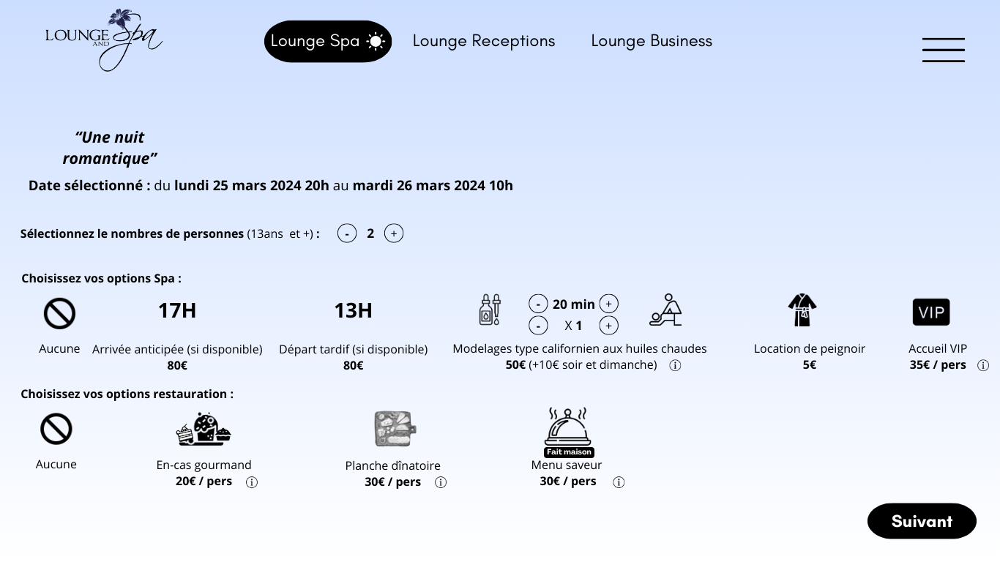 LOUNGE AND Spa
Lounge Spa
Lounge Receptions
Lounge Business
“Une nuit
romantique”
Date sélectionné : du lundi 25 mars 2024 20h au mardi 26 mars 2024 10h
Sélectionnez le nombres de personnes (13ans et +) : - 2 +
Choisissez vos options Spa :
17H
13H
- 20 min +
- X 1 +
VIP
Aucune
Arrivée anticipée (si disponible)
80€
Départ tardif (si disponible)
80€
Modelages type californien aux huiles chaudes
50€ (+10€ soir et dimanche) i
Location de peignoir
5€
Accueil VIP
35€ / pers i
Choisissez vos options restauration :
Aucune
En-cas gourmand
20€ / pers i
Planche dînatoire
30€ / pers i
Fait maison
Menu saveur
30€ / pers i
Suivant